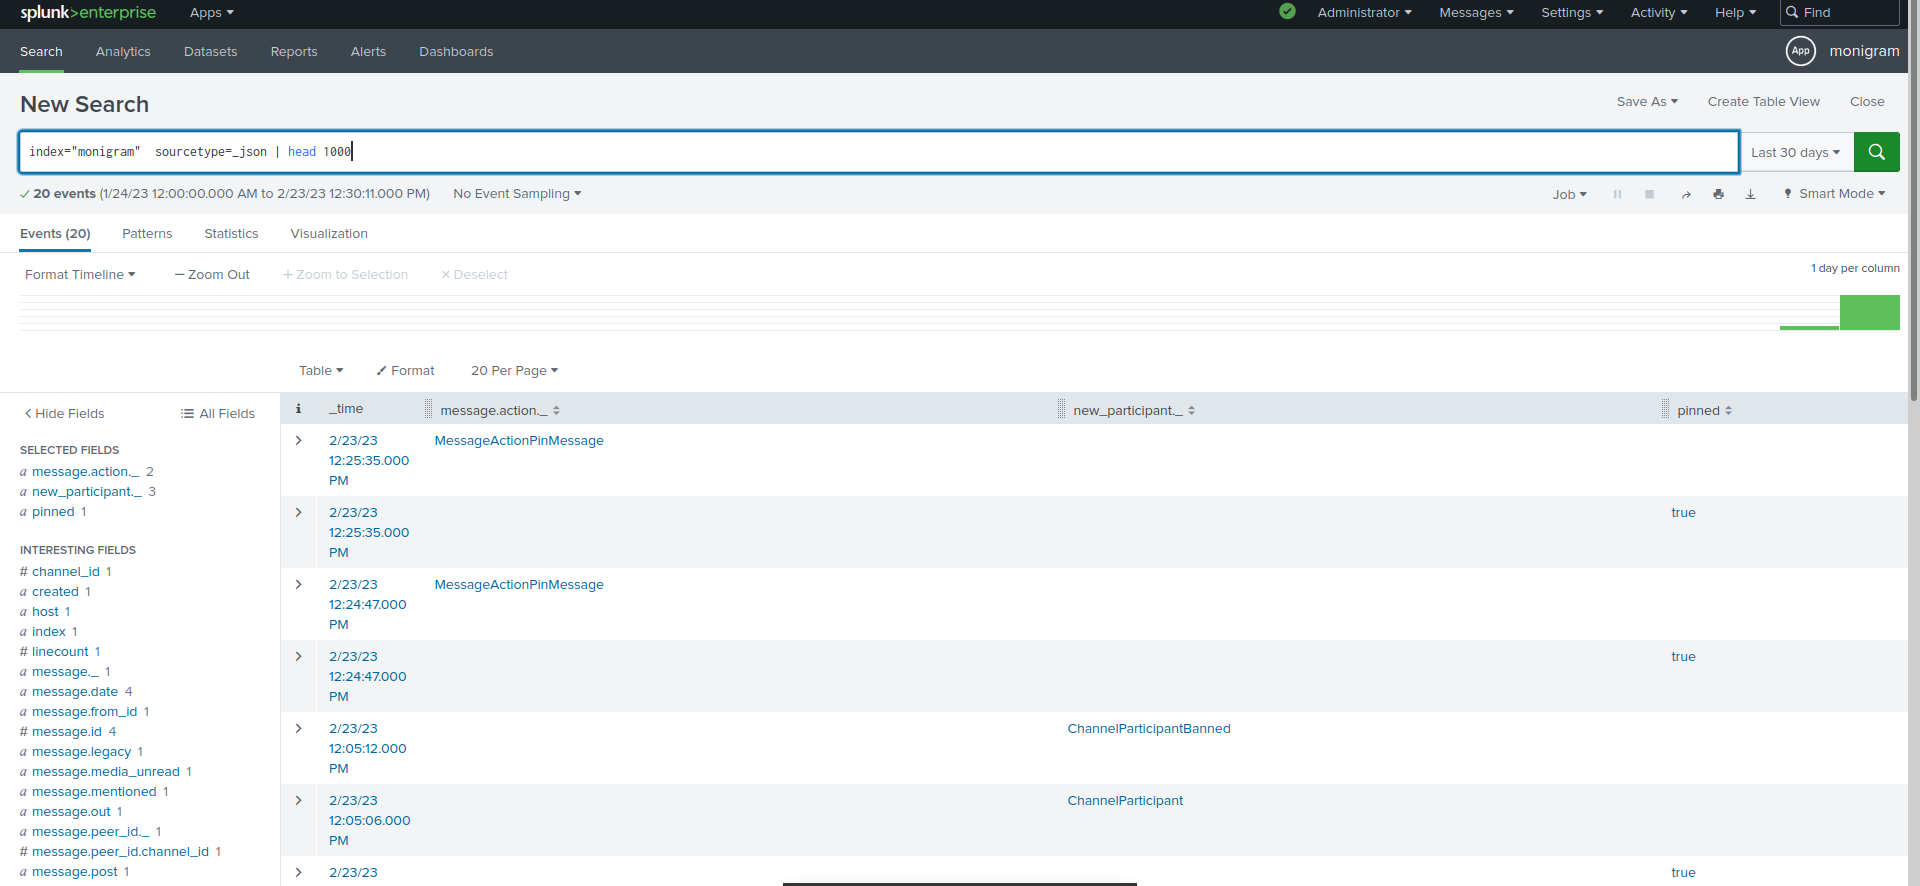 splunk>enterprise Apps Administrator Messages Settings Activity Help Find
Search Analytics Datasets Reports Alerts Dashboards App monigram
New Search Save As Create Table View Close
index="monigram"  sourcetype=_json | head 1000 Last 30 days
20 events (1/24/23 12:00:00.000 AM to 2/23/23 12:30:11.000 PM) No Event Sampling Job Smart Mode
Events (20) Patterns Statistics Visualization
Format Timeline Zoom Out Zoom to Selection Deselect 1 day per column
Table Format 20 Per Page
Hide Fields All Fields
SELECTED FIELDS
a message.action._ 2
a new_participant._ 3
a pinned 1
INTERESTING FIELDS
# channel_id 1
a created 1
a host 1
a index 1
# linecount 1
a message._ 1
a message.date 4
a message.from_id 1
# message.id 4
a message.legacy 1
a message.media_unread 1
a message.mentioned 1
a message.out 1
a message.peer_id._ 1
# message.peer_id.channel_id 1
a message.post 1
i _time message.action._ new_participant._ pinned
2/23/23 MessageActionPinMessage
12:25:35.000
PM
2/23/23 true
12:25:35.000
PM
2/23/23 MessageActionPinMessage
12:24:47.000
PM
2/23/23 true
12:24:47.000
PM
2/23/23 ChannelParticipantBanned
12:05:12.000
PM
2/23/23 ChannelParticipant
12:05:06.000
PM
2/23/23 true